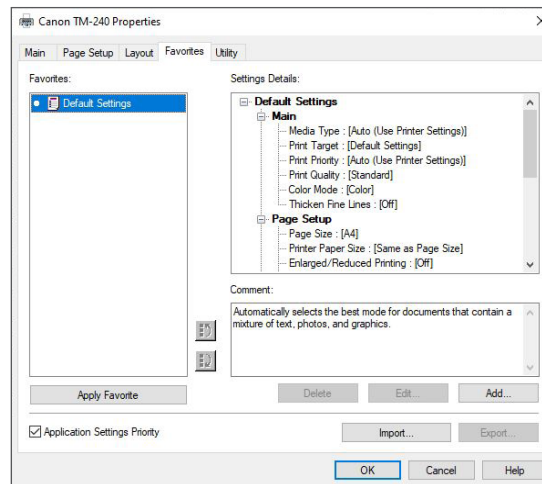 Canon TM-240 Properties
Main Page Setup Layout Favorites Utility
Favorites:
Default Settings
Settings Details:
Default Settings
Main
Media Type : [Auto (Use Printer Settings)]
Print Target : [Default Settings]
Print Priority : [Auto (Use Printer Settings)]
Print Quality : [Standard]
Color Mode : [Color]
Thicken Fine Lines : [Off]
Page Setup
Page Size : [A4]
Printer Paper Size : [Same as Page Size]
Enlarged/Reduced Printing : [Off]
Comment:
Automatically selects the best mode for documents that contain a
mixture of text, photos, and graphics.
Apply Favorite
Delete Edit... Add...
Application Settings Priority
Import... Export...
OK Cancel Help